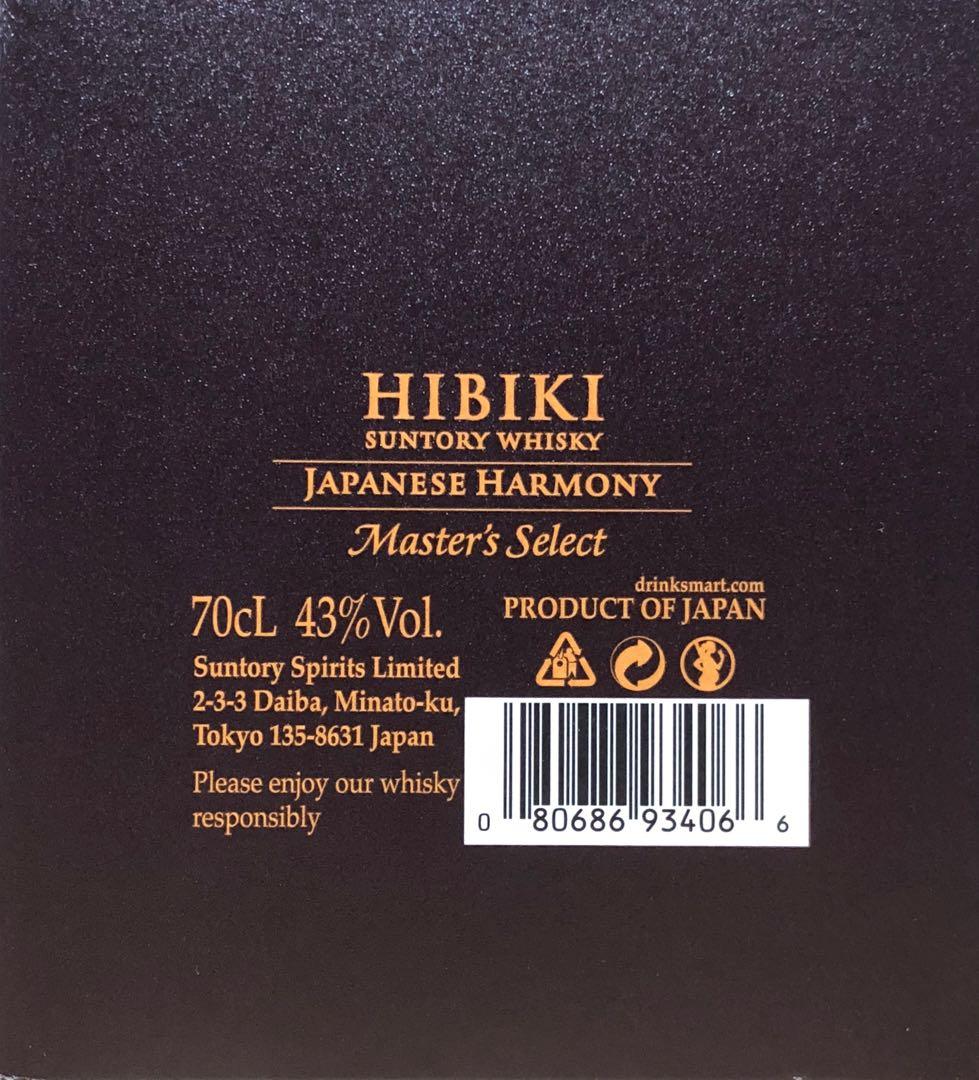 HIBIKI
SUNTORY WHISKY
JAPANESE HARMONY
Master's Select
70cL 43% Vol.
Suntory Spirits Limited
2-3-3 Daiba, Minato-ku,
Tokyo 135-8631 Japan
Please enjoy our whisky
responsibly
drinksmart.com
PRODUCT OF JAPAN
0 80686 93406 6